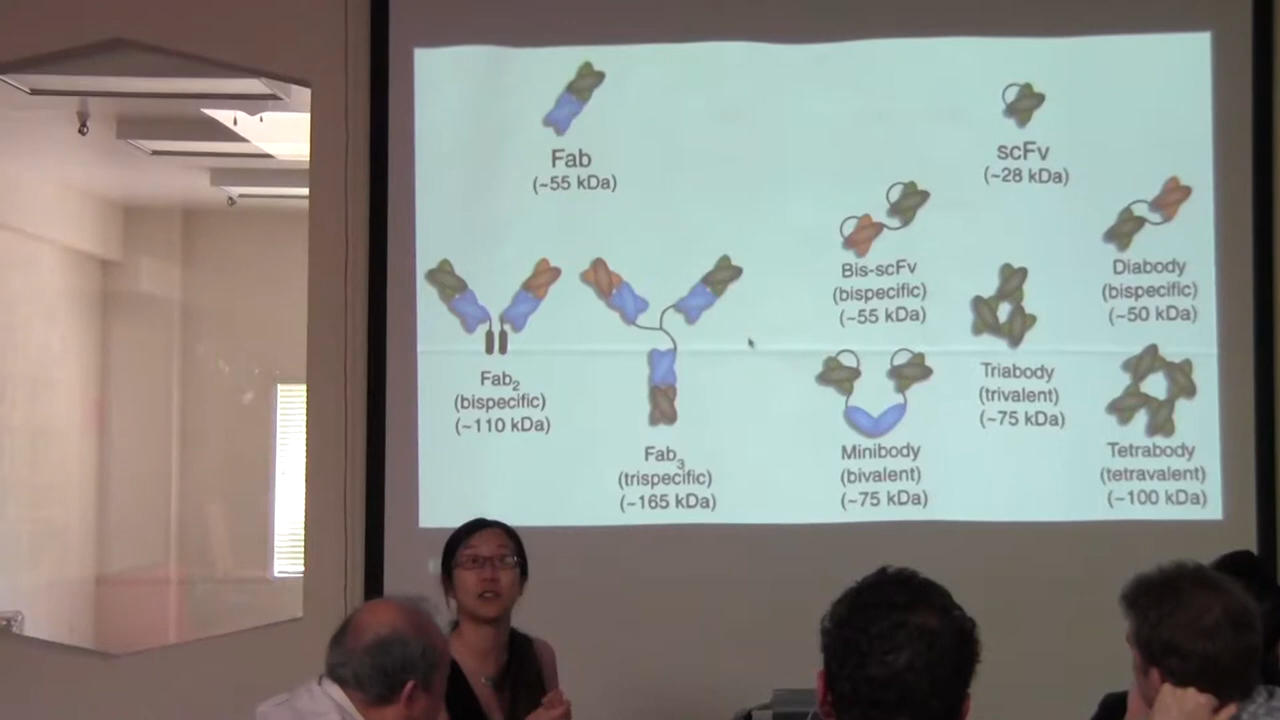 Fab
(~55 kDa)
scFv
(~28 kDa)
Fab2
(bispecific)
(~110 kDa)
Fab3
(trispecific)
(~165 kDa)
Bis-scFv
(bispecific)
(~55 kDa)
Diabody
(bispecific)
(~50 kDa)
Triabody
(trivalent)
(~75 kDa)
Minibody
(bivalent)
(~75 kDa)
Tetrabody
(tetravalent)
(~100 kDa)